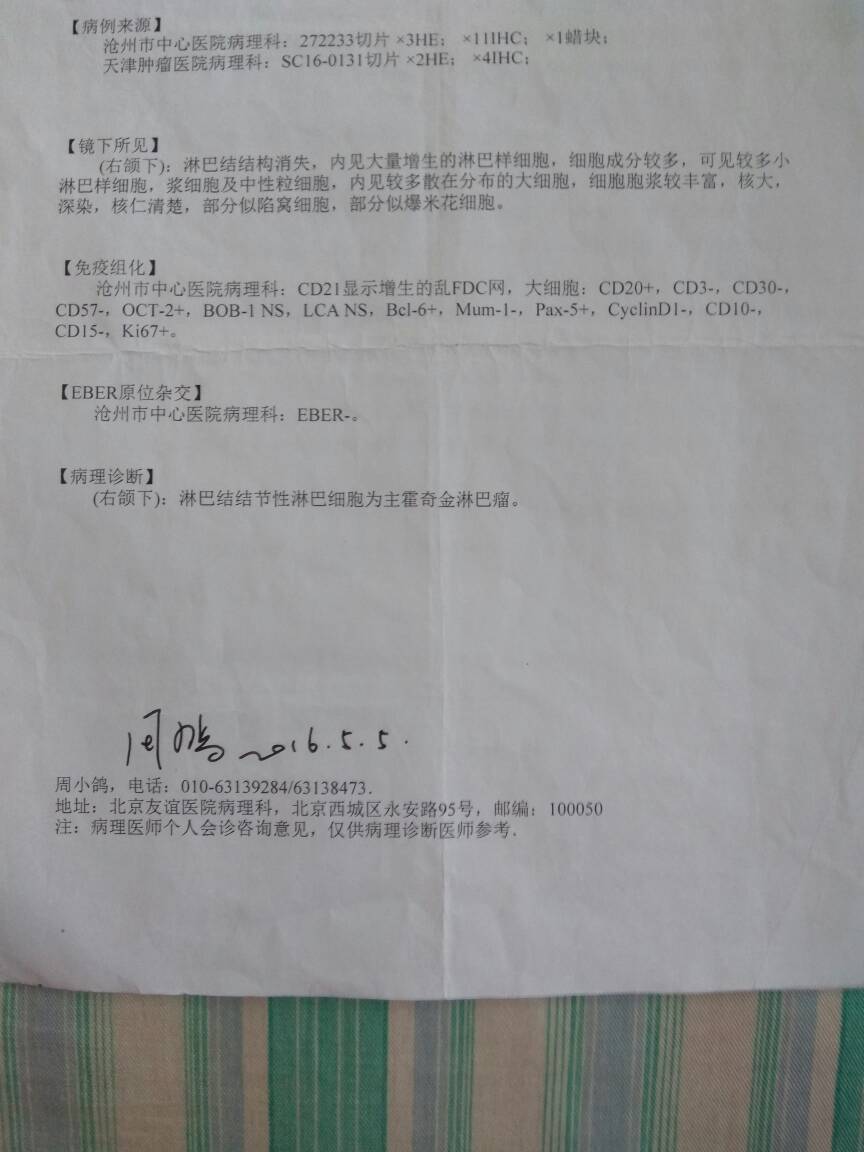 【病例来源】
沧州市中心医院病理科：272233切片 ×3HE； ×11IHC； ×1蜡块；
天津肿瘤医院病理科：SC16-0131切片 ×2HE； ×4IHC；
【镜下所见】
(右颌下)：淋巴结结构消失，内见大量增生的淋巴样细胞，细胞成分较多，可见较多小
淋巴样细胞，浆细胞及中性粒细胞，内见较多散在分布的大细胞，细胞胞浆较丰富，核大，
深染，核仁清楚，部分似陷窝细胞，部分似爆米花细胞。
【免疫组化】
沧州市中心医院病理科：CD21显示增生的乱FDC网，大细胞：CD20+，CD3-，CD30-，
CD57-，OCT-2+，BOB-1 NS，LCA NS，Bcl-6+，Mum-1-，Pax-5+，CyclinD1-，CD10-，
CD15-，Ki67+。
【EBER原位杂交】
沧州市中心医院病理科：EBER-。
【病理诊断】
(右颌下)：淋巴结结节性淋巴细胞为主霍奇金淋巴瘤。
周小鸽 2016.5.5.
周小鸽，电话：010-63139284/63138473.
地址：北京友谊医院病理科，北京西城区永安路95号，邮编：100050
注：病理医师个人会诊咨询意见，仅供病理诊断医师参考.